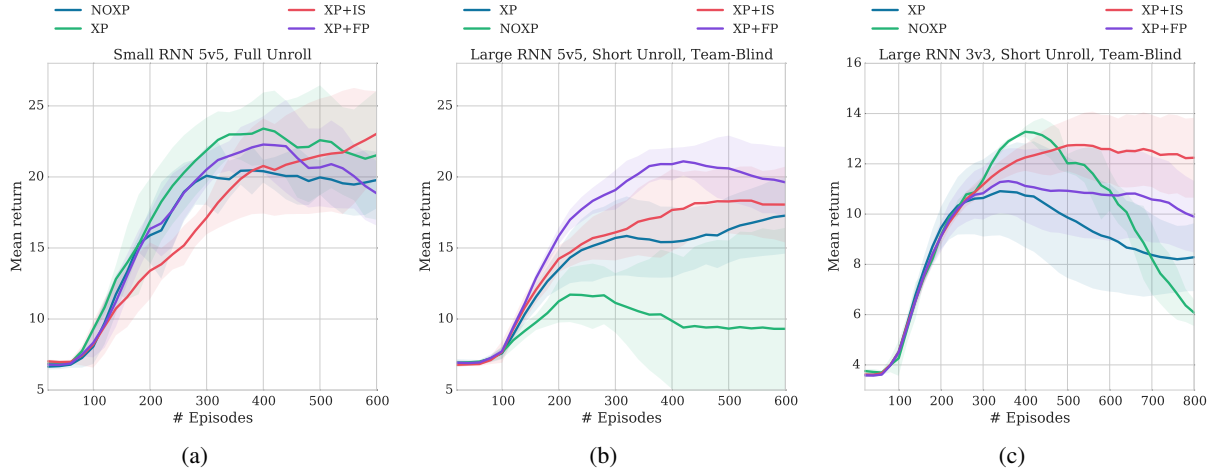 NOXP XP+IS
XP XP+FP
Small RNN 5v5, Full Unroll
Mean return
25
20
15
10
5
100 200 300 400 500 600
# Episodes
(a)
XP XP+IS
NOXP XP+FP
Large RNN 5v5, Short Unroll, Team-Blind
Mean return
25
20
15
10
5
100 200 300 400 500 600
# Episodes
(b)
XP XP+IS
NOXP XP+FP
Large RNN 3v3, Short Unroll, Team-Blind
Mean return
16
14
12
10
8
6
4
100 200 300 400 500 600 700 800
# Episodes
(c)